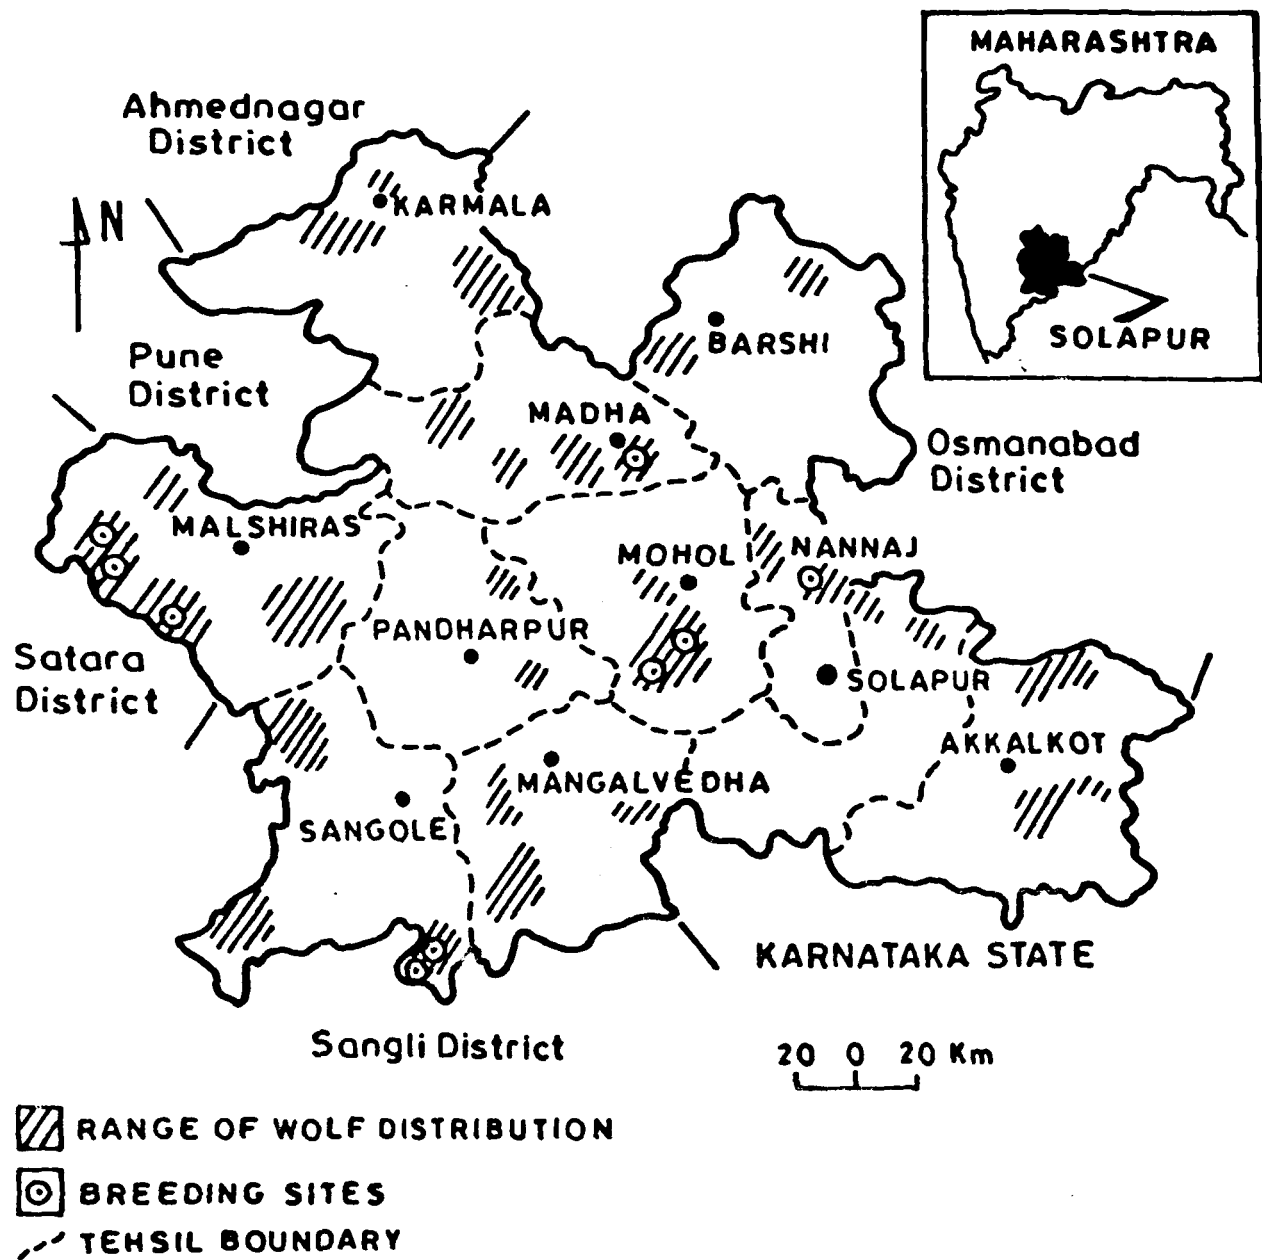 MAHARASHTRA
SOLAPUR
Ahmednagar
District
N
KARMALA
Pune
District
BARSHI
MADHA
Osmanabad
District
MALSHIRAS
MOHOL
NANNAJ
PANDHARPUR
Satara
District
SOLAPUR
AKKALKOT
MANGALVEDHA
SANGOLE
KARNATAKA STATE
Sangli District
20 0 20 Km
RANGE OF WOLF DISTRIBUTION
BREEDING SITES
TEHSIL BOUNDARY